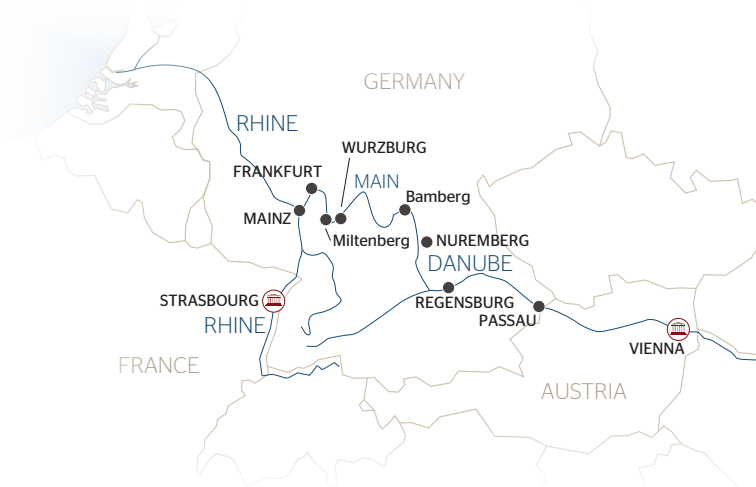 GERMANY
RHINE
WURZBURG
FRANKFURT
MAIN
Bamberg
MAINZ
Miltenberg
NUREMBERG
DANUBE
STRASBOURG
REGENSBURG
PASSAU
RHINE
VIENNA
FRANCE
AUSTRIA